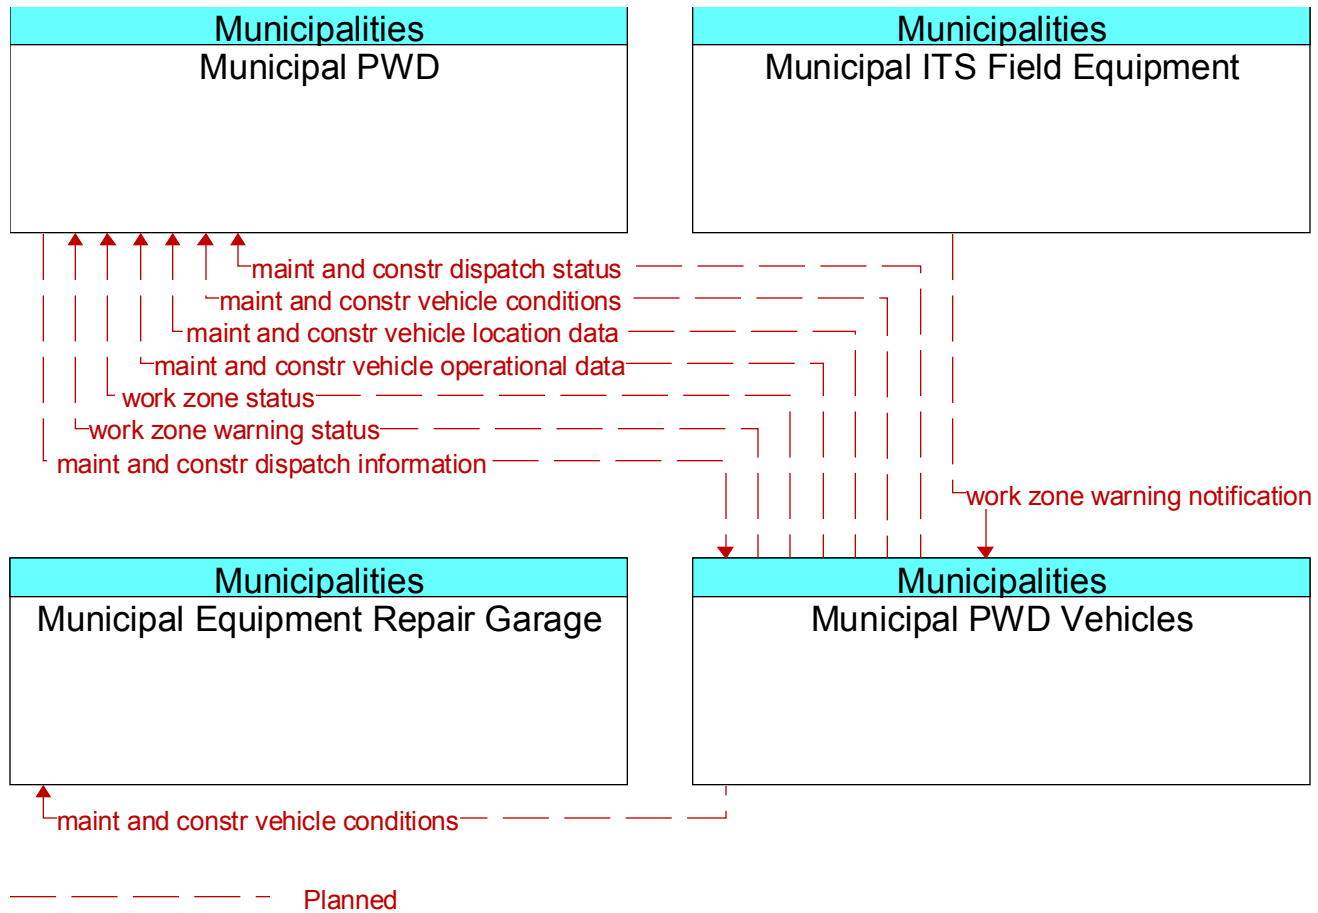 Municipalities
Municipal PWD
Municipalities
Municipal ITS Field Equipment
maint and constr dispatch status
maint and constr vehicle conditions
maint and constr vehicle location data
maint and constr vehicle operational data
work zone status
work zone warning status
maint and constr dispatch information
work zone warning notification
Municipalities
Municipal Equipment Repair Garage
Municipalities
Municipal PWD Vehicles
maint and constr vehicle conditions
Planned